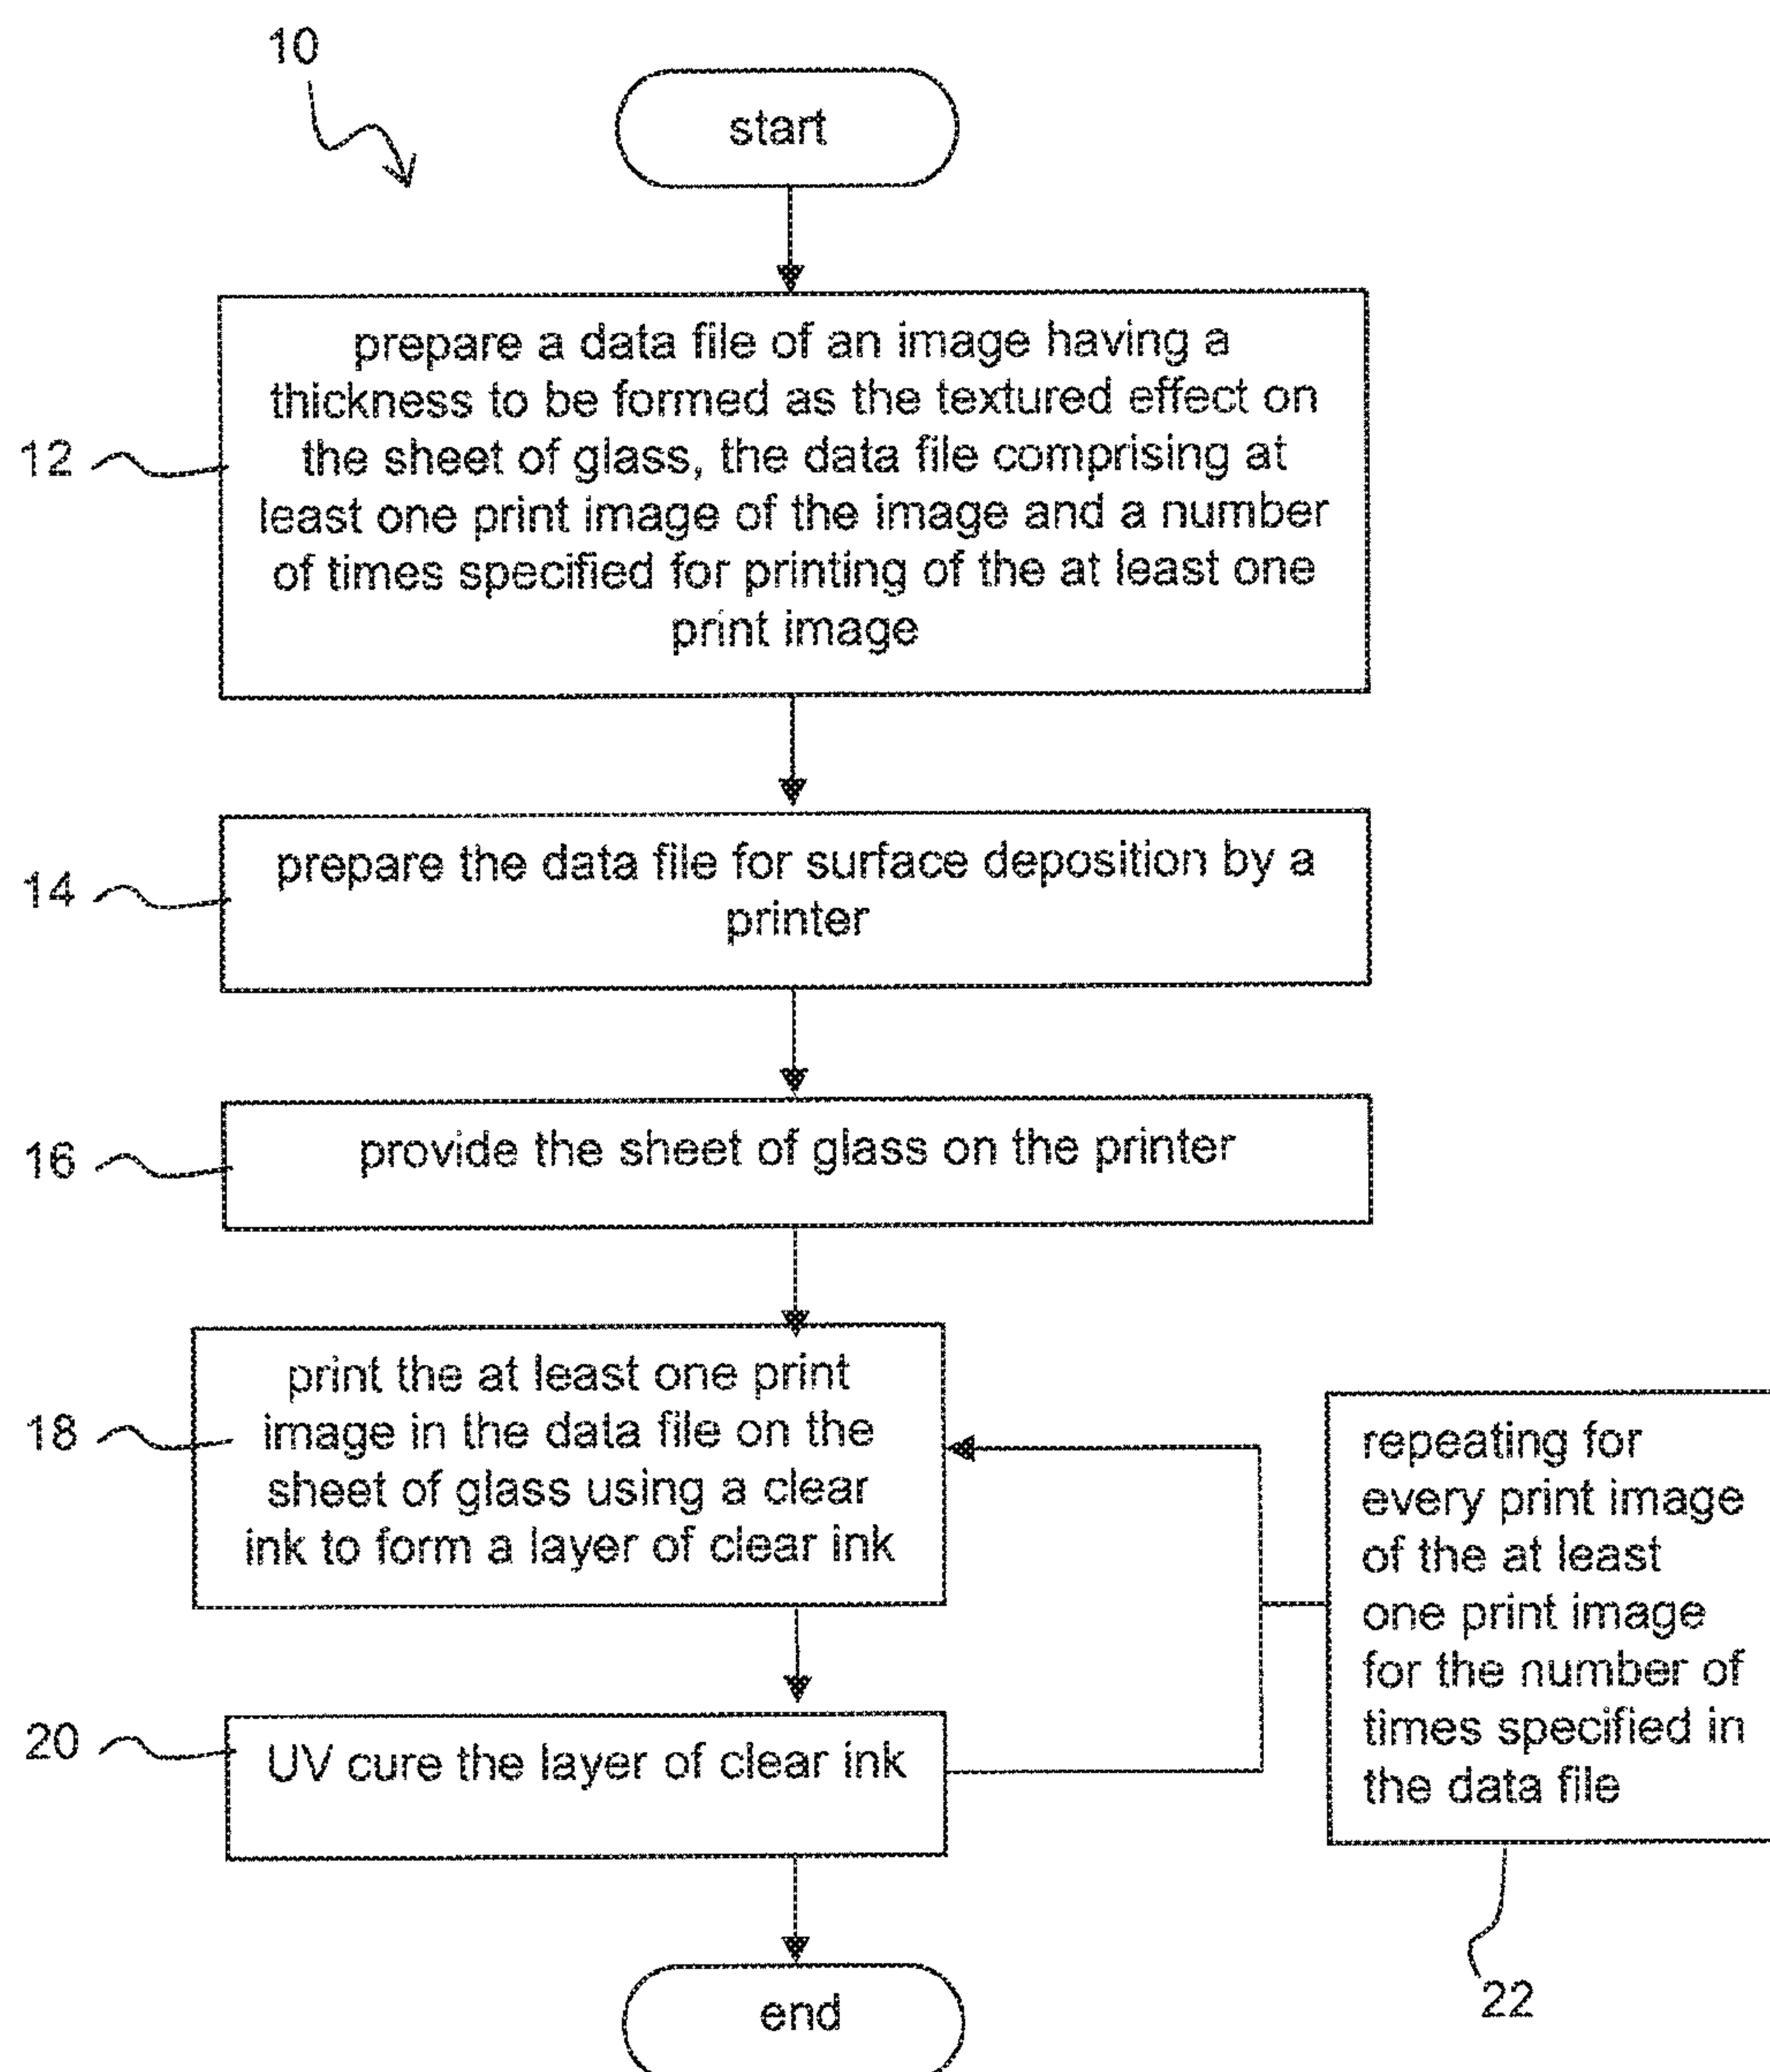 10
start
prepare a data file of an image having a
thickness to be formed as the textured effect on
the sheet of glass, the data file comprising at
least one print image of the image and a number
of times specified for printing of the at least one
print image
12
prepare the data file for surface deposition by a
printer
14
provide the sheet of glass on the printer
16
print the at least one print
image in the data file on the
sheet of glass using a clear
ink to form a layer of clear ink
18
repeating for
every print image
of the at least
one print image
for the number of
times specified in
the data file
20
UV cure the layer of clear ink
22
end